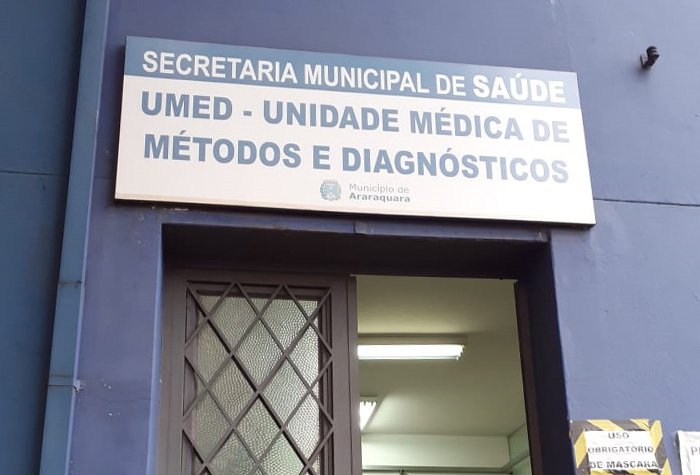 SECRETARIA MUNICIPAL DE SAÚDE
UMED - UNIDADE MÉDICA DE
MÉTODOS E DIAGNÓSTICOS
Município de
Araraquara
USO
OBRIGATÓRIO
DE MÁSCARA